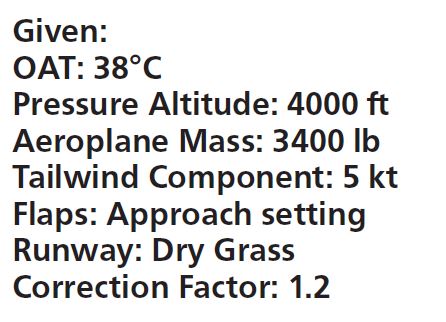 Given:
OAT: 38°C
Pressure Altitude: 4000 ft
Aeroplane Mass: 3400 lb
Tailwind Component: 5 kt
Flaps: Approach setting
Runway: Dry Grass
Correction Factor: 1.2